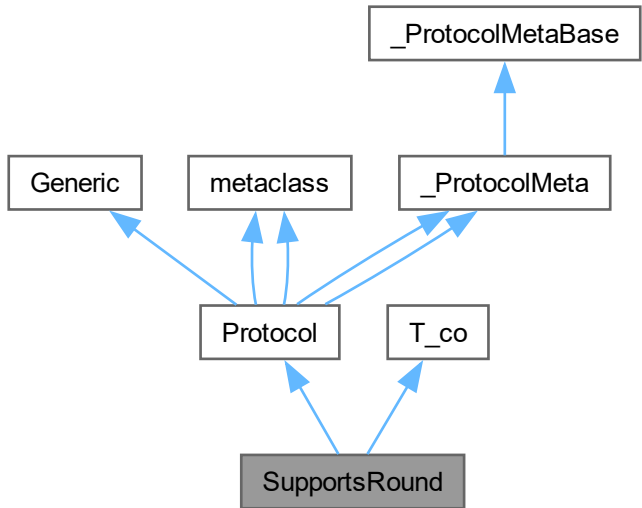 _ProtocolMetaBase
Generic
metaclass
_ProtocolMeta
Protocol
T_co
SupportsRound